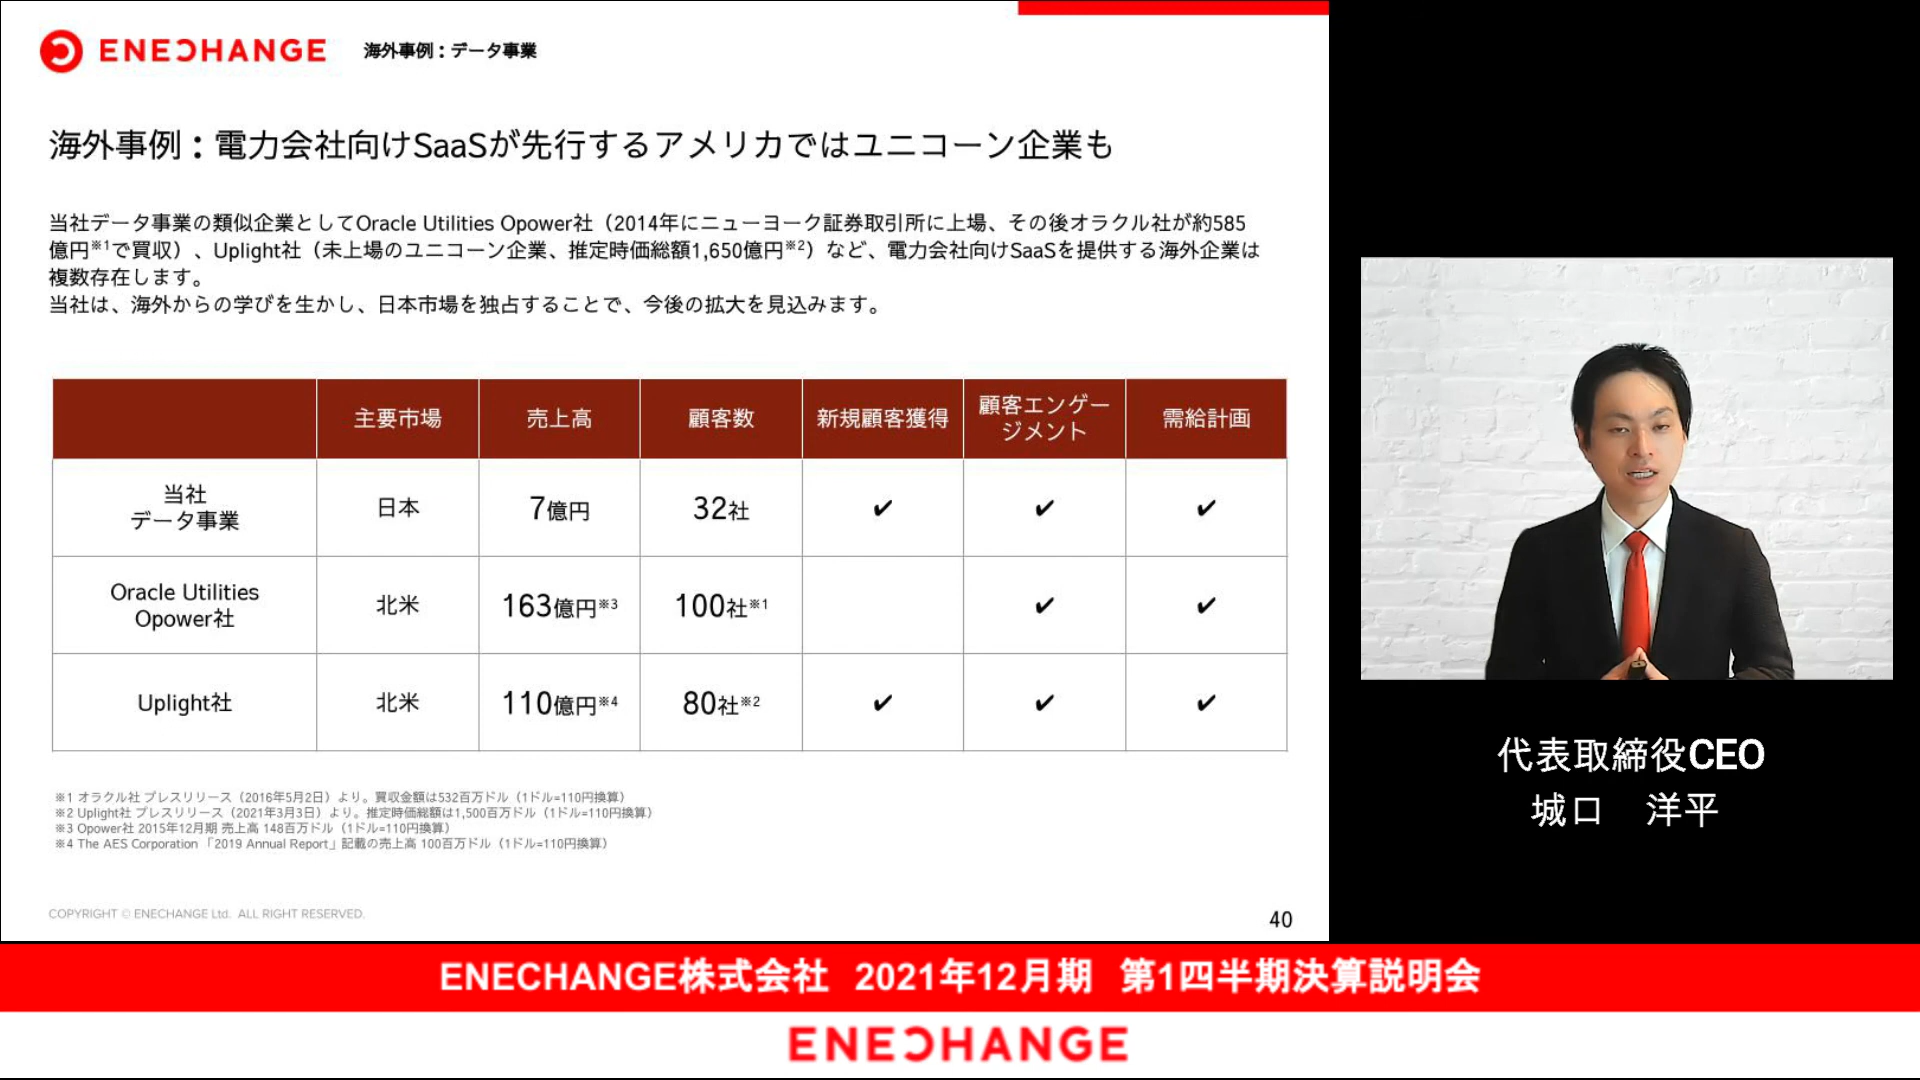 ENECHANGE
海外事例：データ事業
海外事例：電力会社向けSaaSが先行するアメリカではユニコーン企業も
当社データ事業の類似企業としてOracle Utilities Opower社（2014年にニューヨーク証券取引所に上場、その後オラクル社が約585
億円※1で買収）、Uplight社（未上場のユニコーン企業、推定時価総額1,650億円※2）など、電力会社向けSaaSを提供する海外企業は
複数存在します。
当社は、海外からの学びを生かし、日本市場を独占することで、今後の拡大を見込みます。
主要市場 売上高 顧客数 新規顧客獲得 顧客エンゲー
ジメント 需給計画
当社
データ事業 日本 7億円 32社 ✔ ✔ ✔
Oracle Utilities
Opower社 北米 163億円※3 100社※1 ✔ ✔
Uplight社 北米 110億円※4 80社※2 ✔ ✔ ✔
※1 オラクル社 プレスリリース（2016年5月2日）より。買収金額は532百万ドル（1ドル=110円換算）
※2 Uplight社 プレスリリース（2021年3月3日）より。推定時価総額は1,500百万ドル（1ドル=110円換算）
※3 Opower社 2015年12月期 売上高 148百万ドル（1ドル=110円換算）
※4 The AES Corporation 「2019 Annual Report」記載の売上高 100百万ドル（1ドル=110円換算）
COPYRIGHT © ENECHANGE Ltd. ALL RIGHT RESERVED.
40
代表取締役CEO
城口　洋平
ENECHANGE株式会社 2021年12月期 第1四半期決算説明会
ENECHANGE